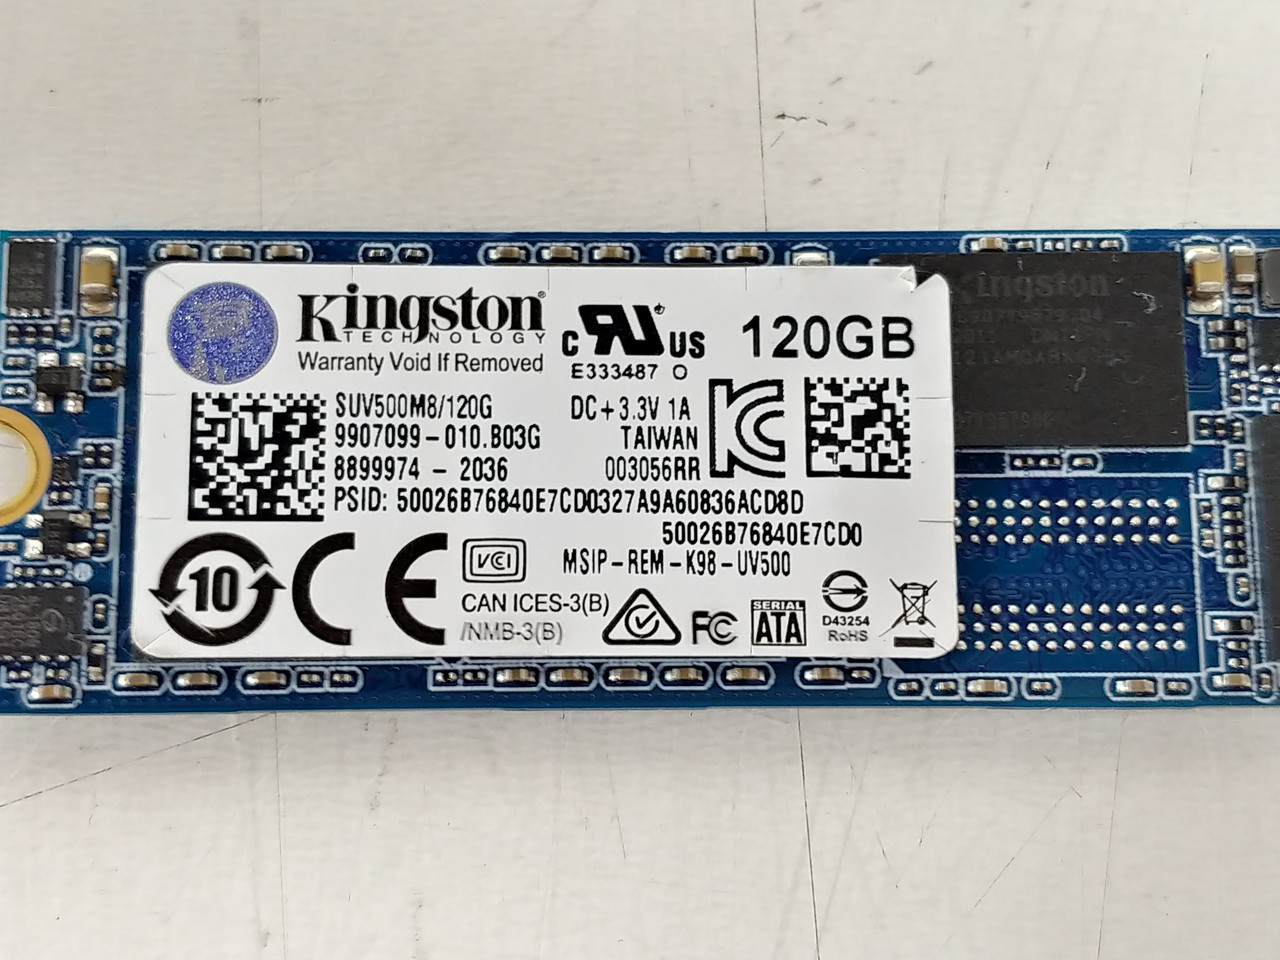 Kingston®
TECHNOLOGY
Warranty Void If Removed
c RU US
E333487 O
120GB
SUV500M8/120G
9907099-010.B03G
8899974 - 2036
DC+3.3V 1A
TAIWAN
003056RR
PSID: 50026B76840E7CD0327A9A60836ACD8D
50026B76840E7CD0
MSIP-REM-K98-UV500
10
CE
VCI
CAN ICES-3(B)
/NMB-3(B)
FC
SERIAL
ATA
D43254
RoHS
Kingston